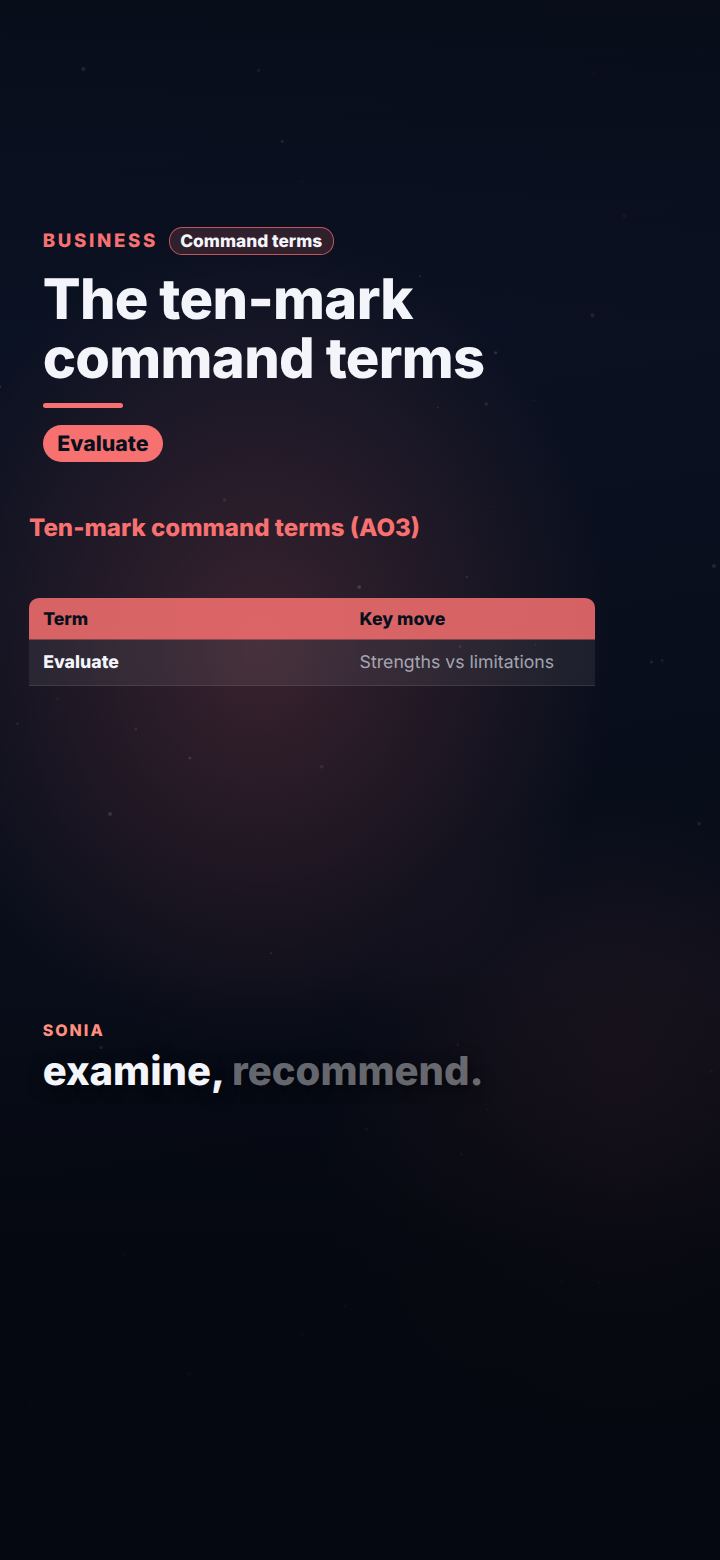 BUSINESS Command terms
The ten-mark
command terms
Evaluate
Ten-mark command terms (AO3)
Term Key move
Evaluate Strengths vs limitations
SONIA
examine, recommend.